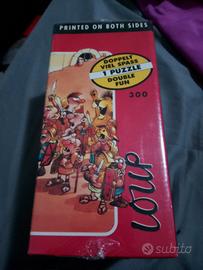 PRINTED ON BOTH SIDES
DOPPELT
VIEL SPASS
1 PUZZLE
DOUBLE
FUN
300
LOUP
subito